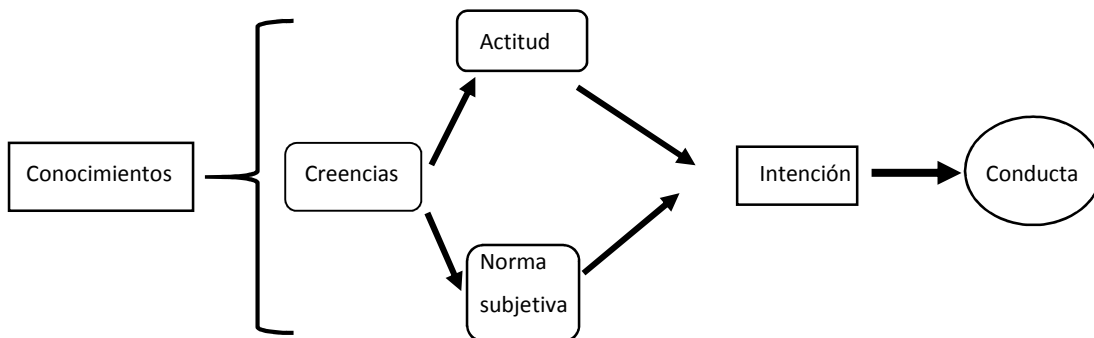 Conocimientos
Creencias
Actitud
Norma
subjetiva
Intención
Conducta